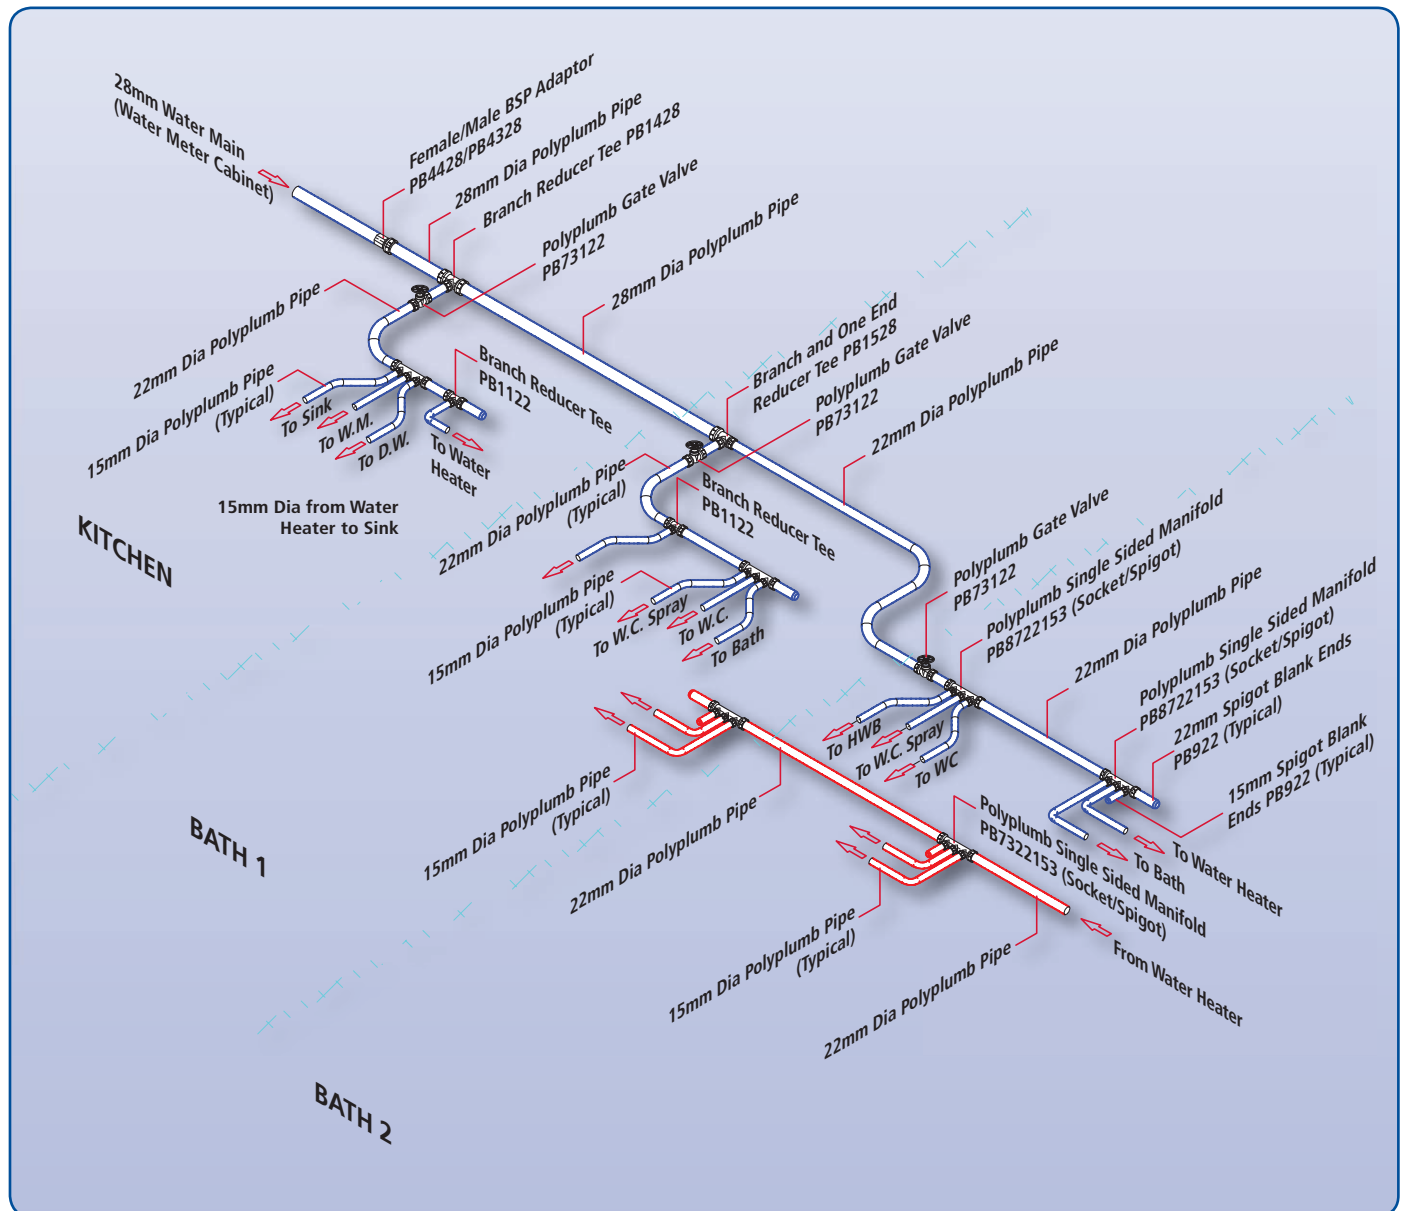 28mm Water Main
(Water Meter Cabinet)
Female/Male BSP Adaptor
PB4428/PB4328
28mm Dia Polyplumb Pipe
Branch Reducer Tee PB1428
Polyplumb Gate Valve
PB73122
28mm Dia Polyplumb Pipe
22mm Dia Polyplumb Pipe
15mm Dia Polyplumb Pipe
(Typical)
To Sink
To W.M.
To D.W.
To Water
Heater
Branch Reducer Tee
PB1122
15mm Dia from Water
Heater to Sink
KITCHEN
Branch and One End
Reducer Tee PB1528
Polyplumb Gate Valve
PB73122
22mm Dia Polyplumb Pipe
22mm Dia Polyplumb Pipe
(Typical)
Branch Reducer Tee
PB1122
15mm Dia Polyplumb Pipe
(Typical)
To W.C. Spray
To W.C.
To Bath
Polyplumb Gate Valve
PB73122
Polyplumb Single Sided Manifold
PB8722153 (Socket/Spigot)
22mm Dia Polyplumb Pipe
Polyplumb Single Sided Manifold
PB8722153 (Socket/Spigot)
22mm Spigot Blank Ends
PB922 (Typical)
15mm Spigot Blank
Ends PB922 (Typical)
To HWB
To W.C. Spray
To WC
To Water Heater
To Bath
15mm Dia Polyplumb Pipe
(Typical)
22mm Dia Polyplumb Pipe
Polyplumb Single Sided Manifold
PB7322153 (Socket/Spigot)
15mm Dia Polyplumb Pipe
(Typical)
22mm Dia Polyplumb Pipe
From Water Heater
BATH 1
BATH 2